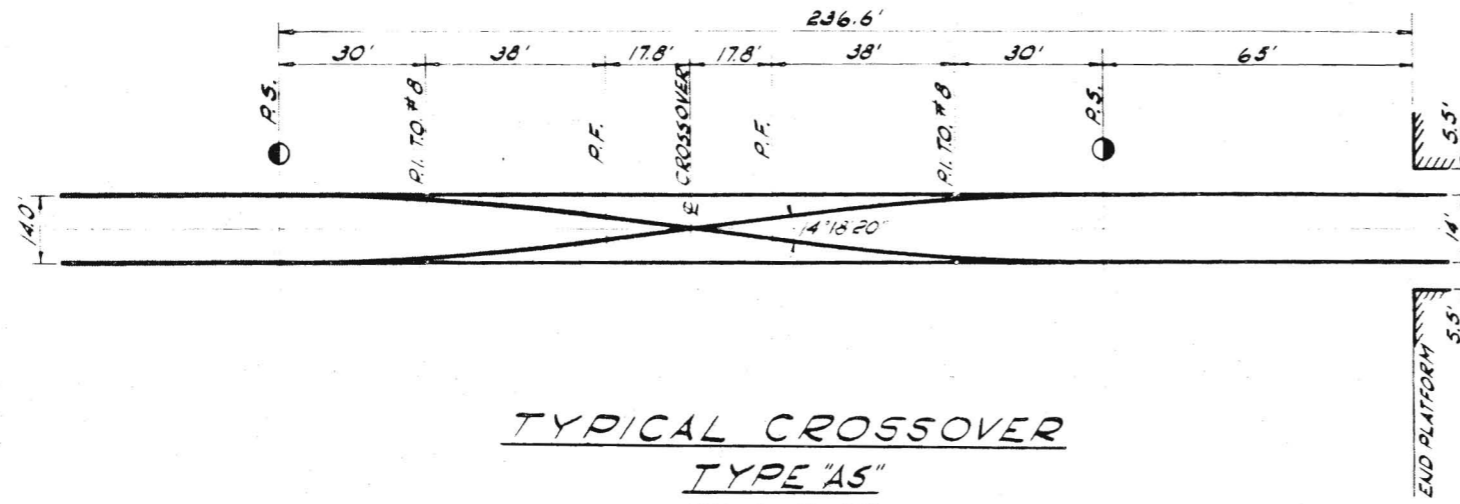 236.6'
30' 38' 17.8' 17.8' 38' 30' 65'
P.S.
P.I. T.O. #8
P.F.
℄ CROSSOVER
P.F.
P.I. T.O. #8
P.S.
5.5'
14.0'
14°18'20"
14'
5.5'
END PLATFORM
TYPICAL CROSSOVER
TYPE "AS"